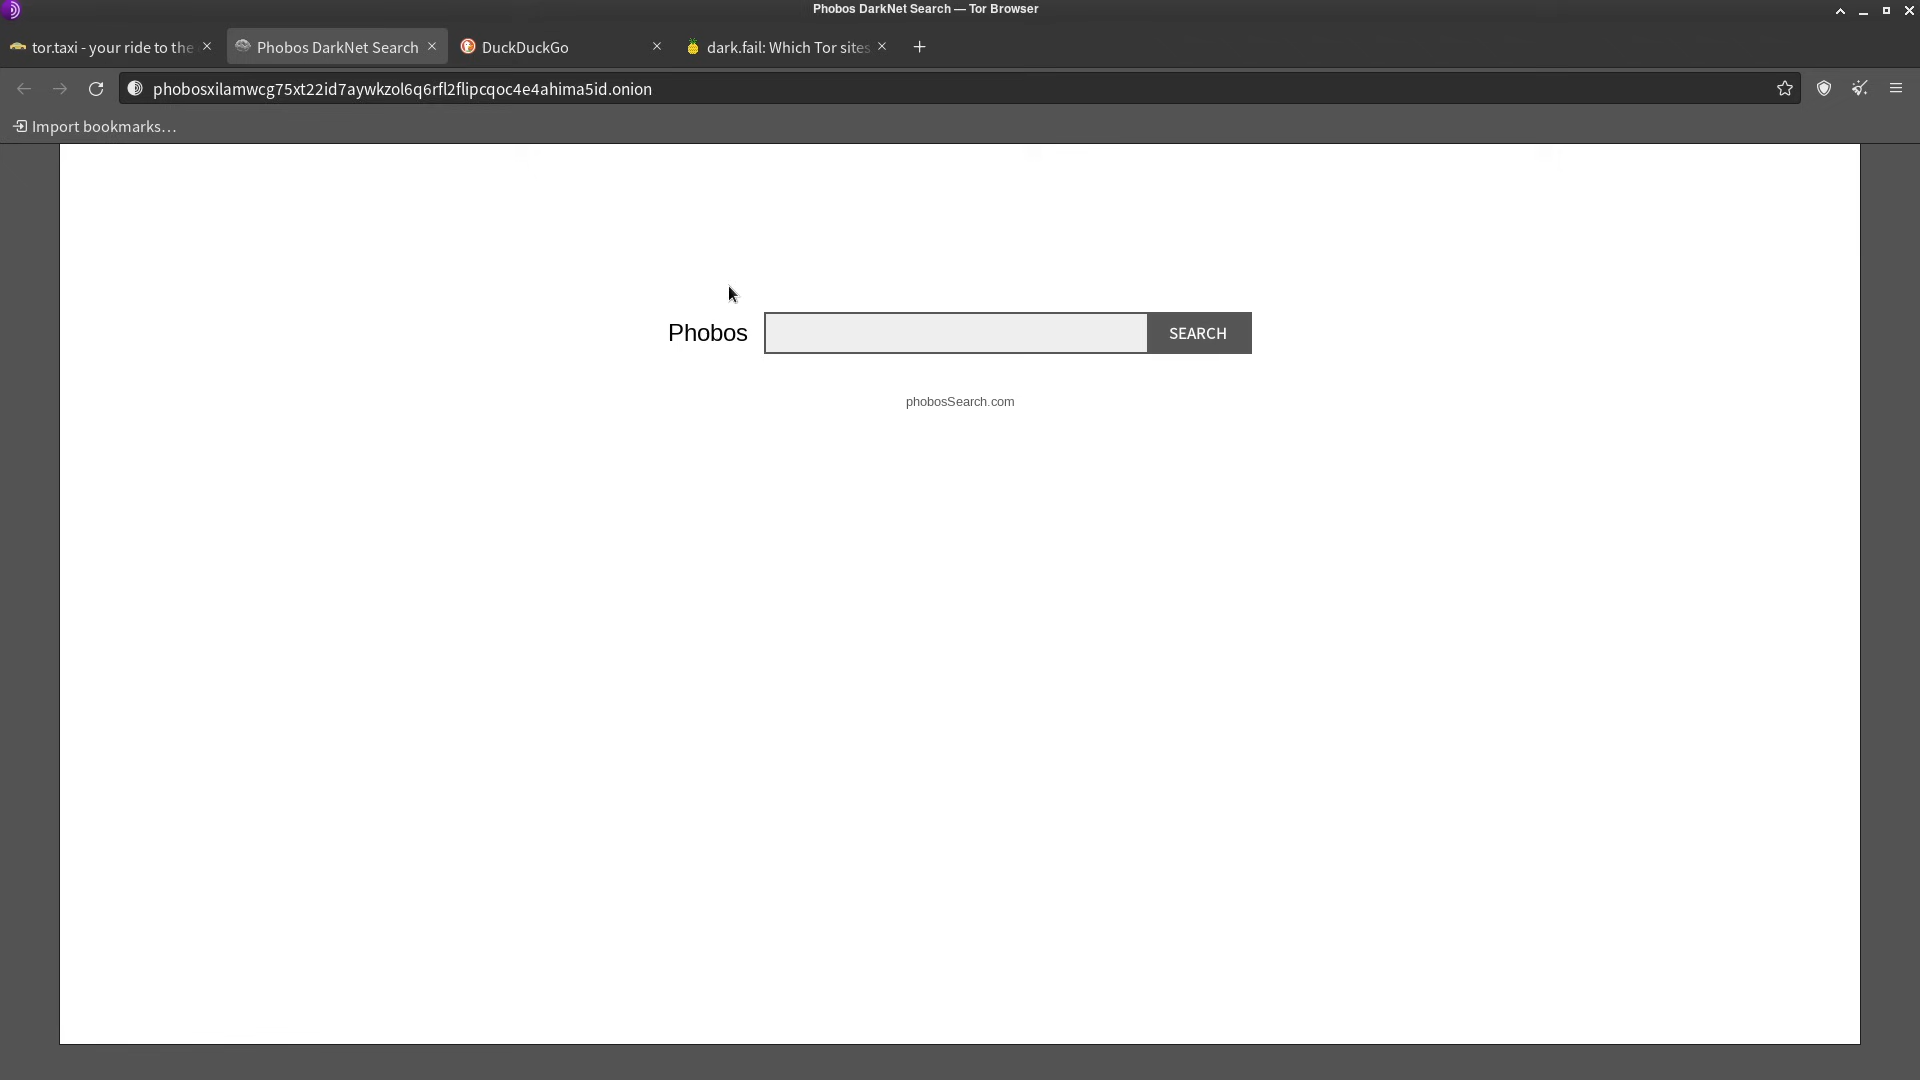 Phobos DarkNet Search — Tor Browser
tor.taxi - your ride to the
Phobos DarkNet Search
DuckDuckGo
dark.fail: Which Tor sites
phobosxilamwcg75xt22id7aywkzol6q6rfl2flipcqoc4e4ahima5id.onion
Import bookmarks…
Phobos
SEARCH
phobosSearch.com